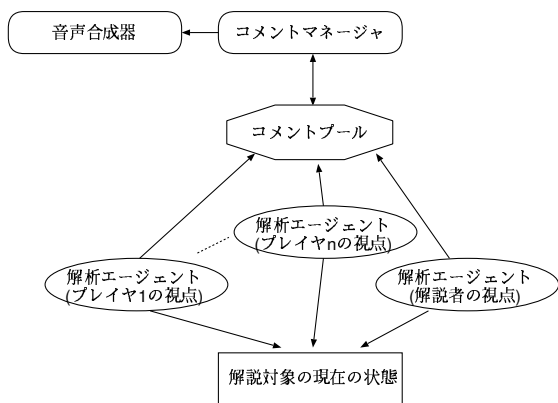 音声合成器
コメントマネージャ
コメントプール
解析エージェント
(プレイヤnの視点)
解析エージェント
(プレイヤ1の視点)
解析エージェント
(解説者の視点)
解説対象の現在の状態